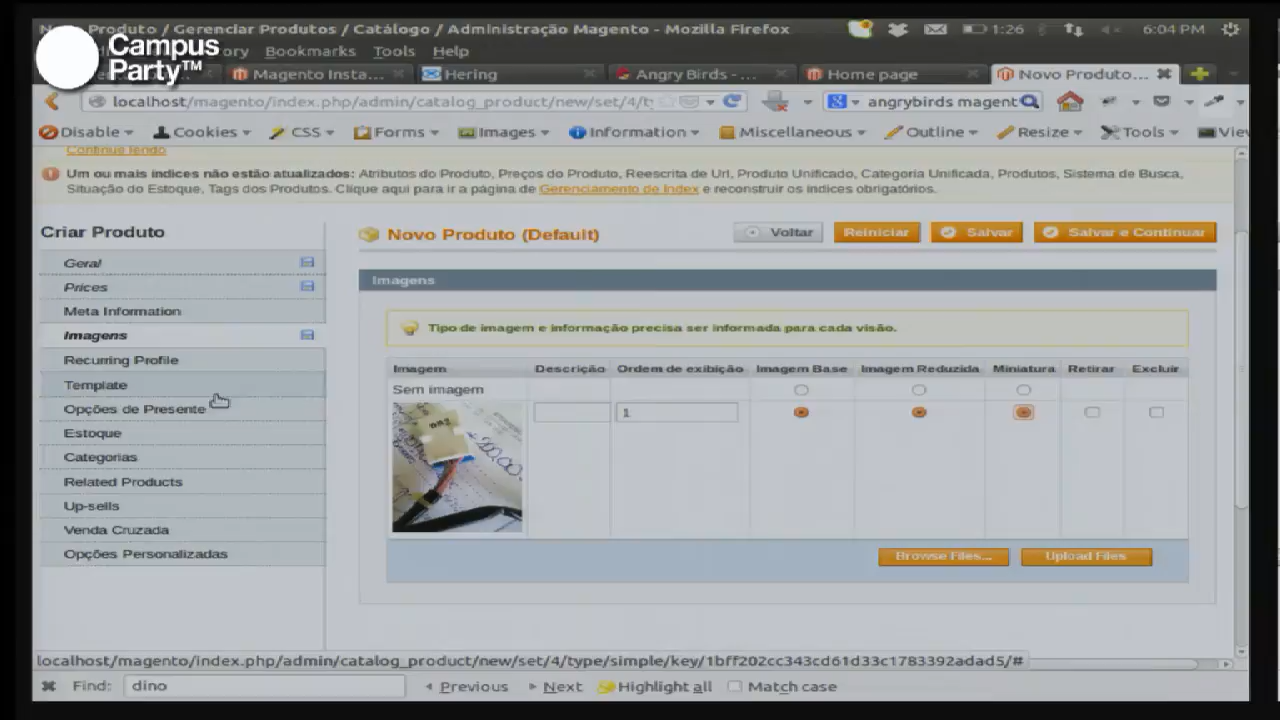 Produto / Gerenciar Produtos / Catálogo / Administração Magento - Mozilla Firefox
1:26
6:04 PM
Campus Party™
Bookmarks Tools Help
Magento Insta...
Hering
Angry Birds - ...
Home page
Novo Produto...
localhost/magento/index.php/admin/catalog_product/new/set/4/ty
angrybirds magent
Disable
Cookies
CSS
Forms
Images
Information
Miscellaneous
Outline
Resize
Tools
View
Continue lendo
Um ou mais índices não estão atualizados: Atributos do Produto, Preços do Produto, Reescrita de Url, Produto Unificado, Categoria Unificada, Produtos, Sistema de Busca,
Situação do Estoque, Tags dos Produtos. Clique aqui para ir a página de Gerenciamento do Index e reconstruir os índices obrigatórios.
Criar Produto
Geral
Prices
Meta Information
Imagens
Recurring Profile
Template
Opções de Presente
Estoque
Categorias
Related Products
Up-sells
Venda Cruzada
Opções Personalizadas
Novo Produto (Default)
Voltar
Reiniciar
Salvar
Salvar e Continuar
Imagens
Tipo de imagem e informação precisa ser informada para cada visão.
Imagem
Descrição
Ordem de exibição
Imagem Base
Imagem Reduzida
Miniatura
Retirar
Excluir
Sem imagem
1
Browse Files...
Upload Files
localhost/magento/index.php/admin/catalog_product/new/set/4/type/simple/key/1bff202cc343cd61d33c1783392adad5/#
Find: dino
Previous
Next
Highlight all
Match case